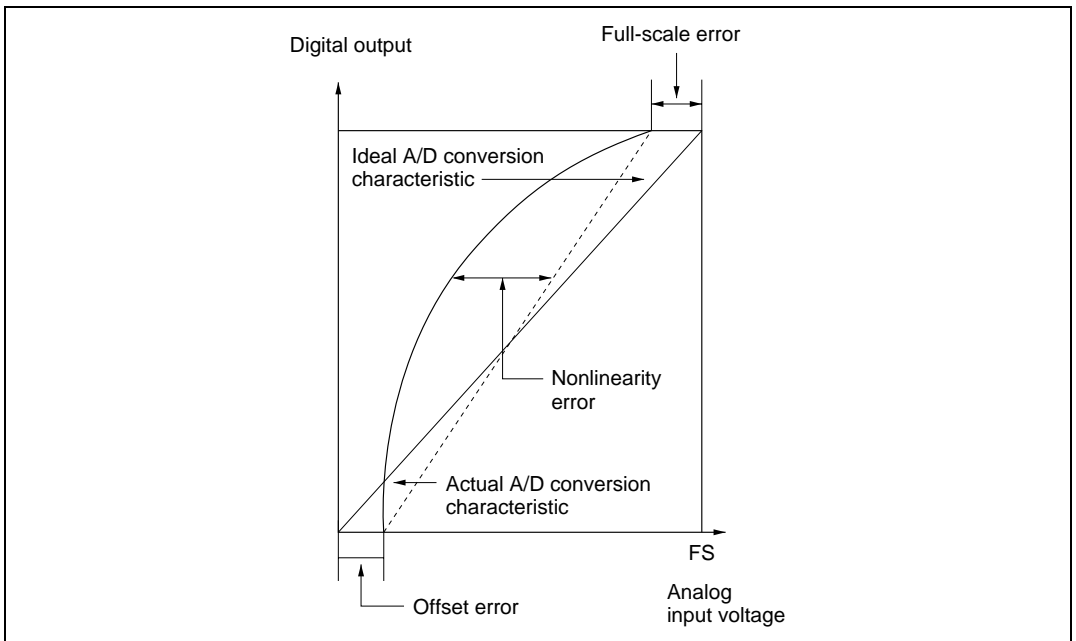 Full-scale error
Digital output
Ideal A/D conversion
characteristic
Nonlinearity
error
Actual A/D conversion
characteristic
FS
Offset error
Analog
input voltage